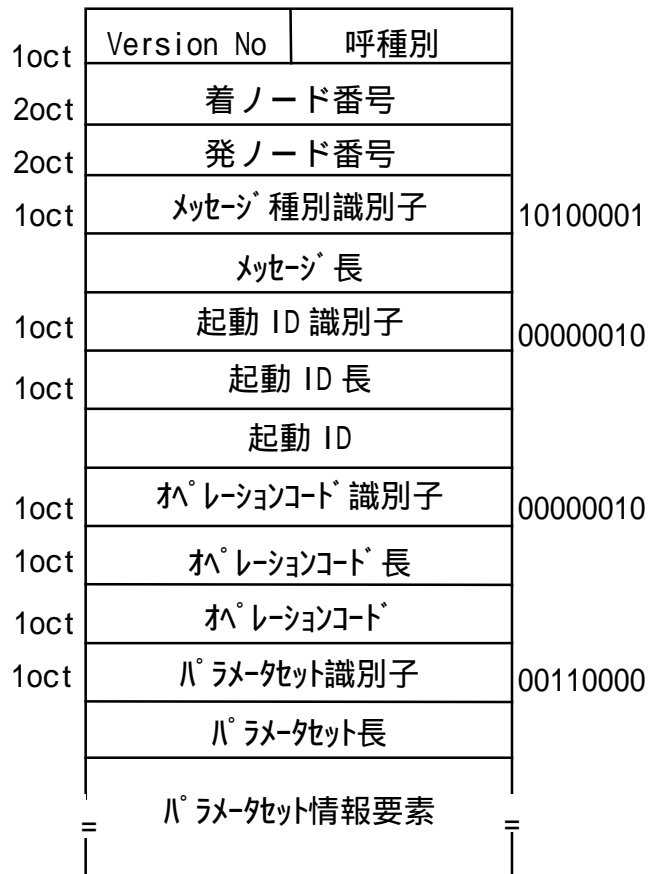 1oct Version No 呼種別
2oct 着ノード番号
2oct 発ノード番号
1oct ﾒｯｾｰｼﾞ種別識別子 10100001
ﾒｯｾｰｼﾞ長
1oct 起動 ID 識別子 00000010
1oct 起動 ID 長
起動 ID
1oct ｵﾍﾟﾚｰｼｮﾝｺｰﾄﾞ識別子 00000010
1oct ｵﾍﾟﾚｰｼｮﾝｺｰﾄﾞ長
1oct ｵﾍﾟﾚｰｼｮﾝｺｰﾄﾞ
1oct ﾊﾟﾗﾒｰﾀｾｯﾄ識別子 00110000
ﾊﾟﾗﾒｰﾀｾｯﾄ長
= ﾊﾟﾗﾒｰﾀｾｯﾄ情報要素 =